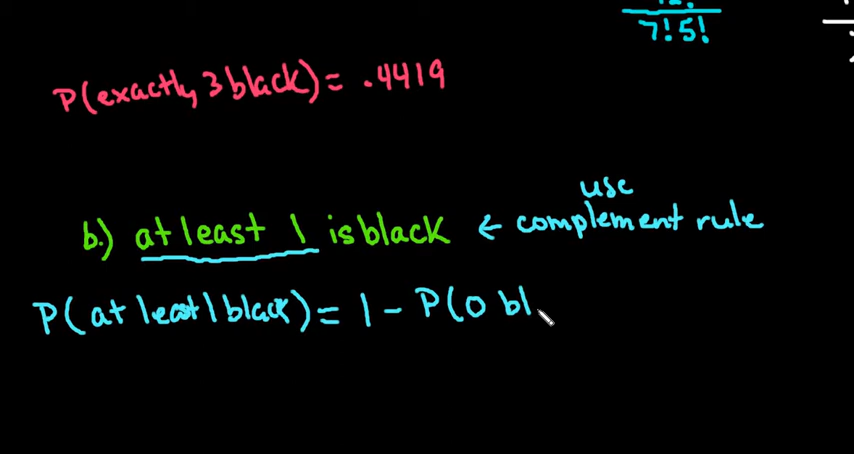 7!5!
P(exactly 3 black) = .4419
use
b.) at least 1 is black ← complement rule
P(at least 1 black) = 1 - P(0 bl